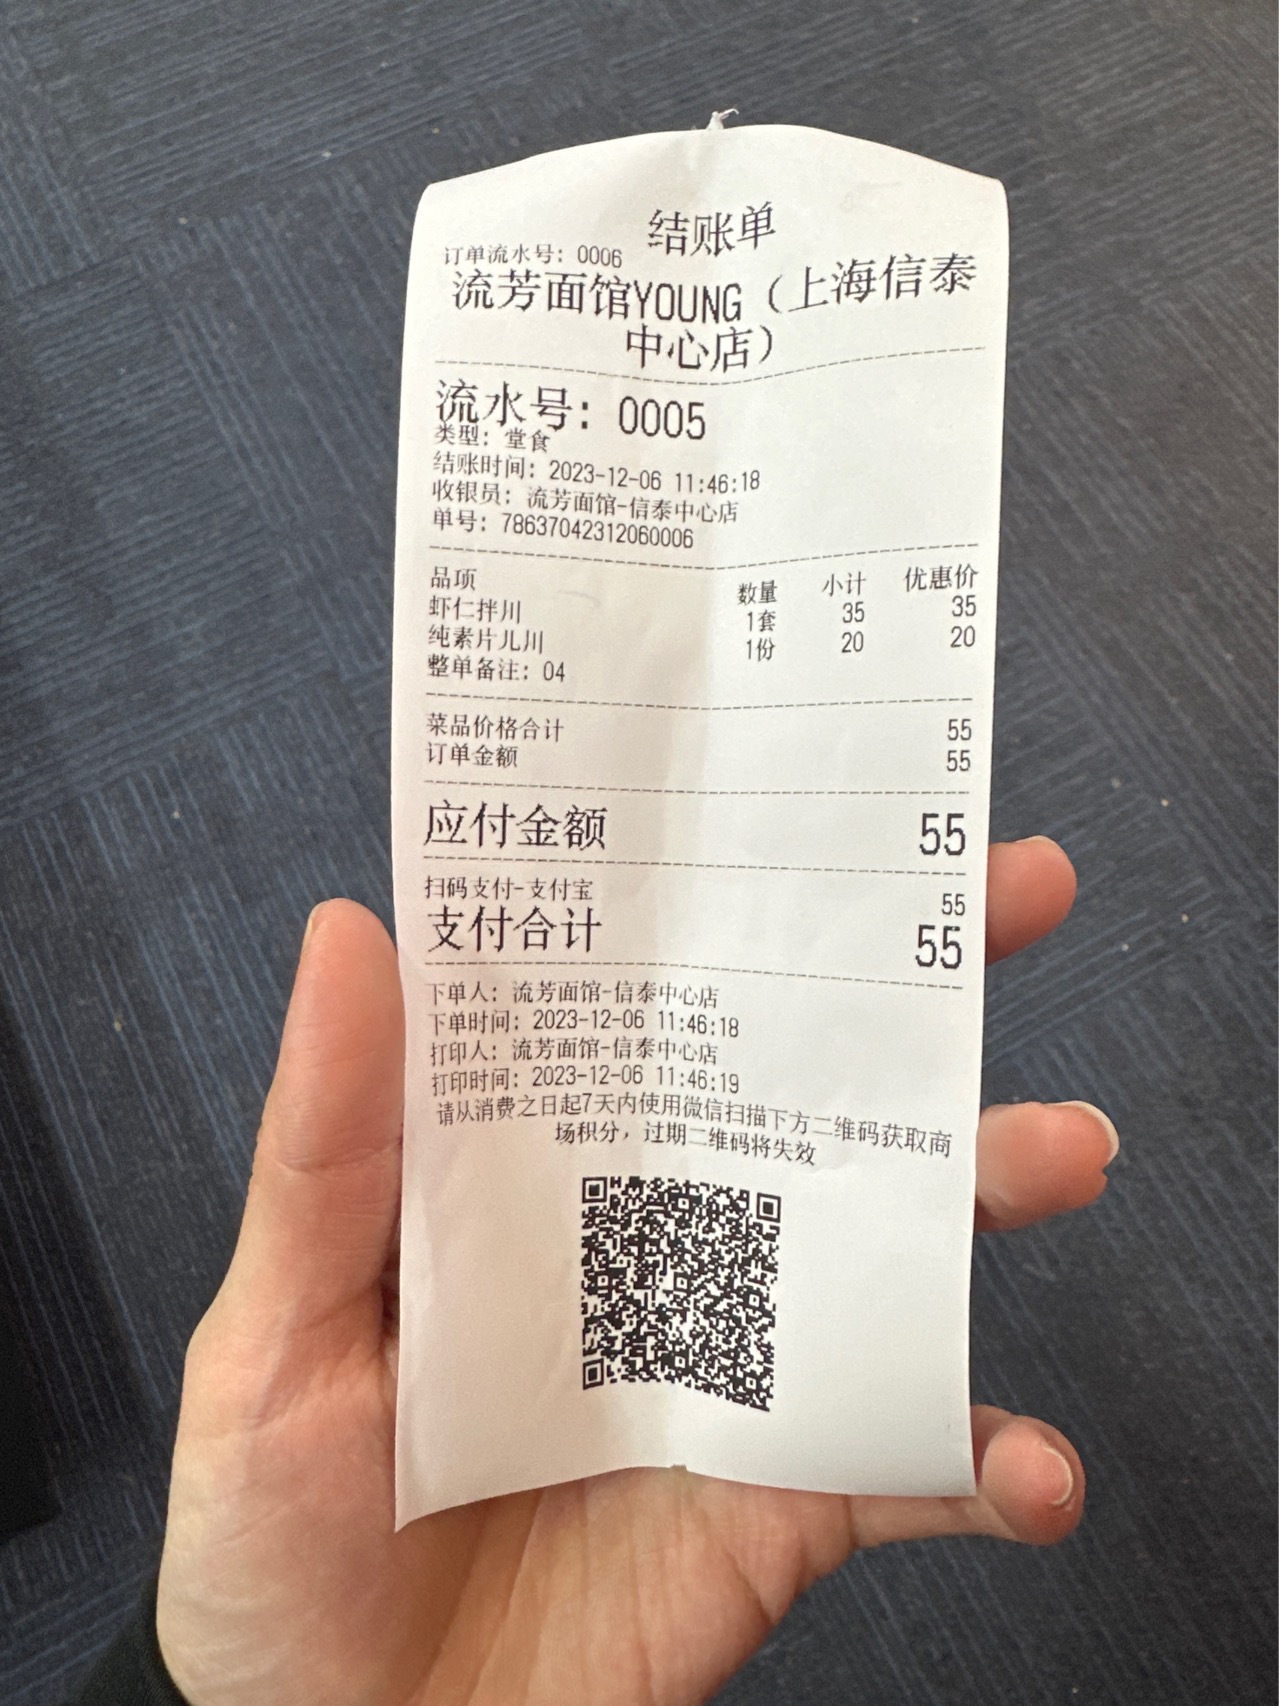 结账单
订单流水号: 0006
流芳面馆YOUNG（上海信泰
中心店）
流水号: 0005
类型: 堂食
结账时间: 2023-12-06 11:46:18
收银员: 流芳面馆-信泰中心店
单号: 78637042312060006
品项 数量 小计 优惠价
虾仁拌川 1套 35 35
纯素片儿川 1份 20 20
整单备注: 04
菜品价格合计 55
订单金额 55
应付金额 55
扫码支付-支付宝 55
支付合计 55
下单人: 流芳面馆-信泰中心店
下单时间: 2023-12-06 11:46:18
打印人: 流芳面馆-信泰中心店
打印时间: 2023-12-06 11:46:19
请从消费之日起7天内使用微信扫描下方二维码获取商
场积分，过期二维码将失效